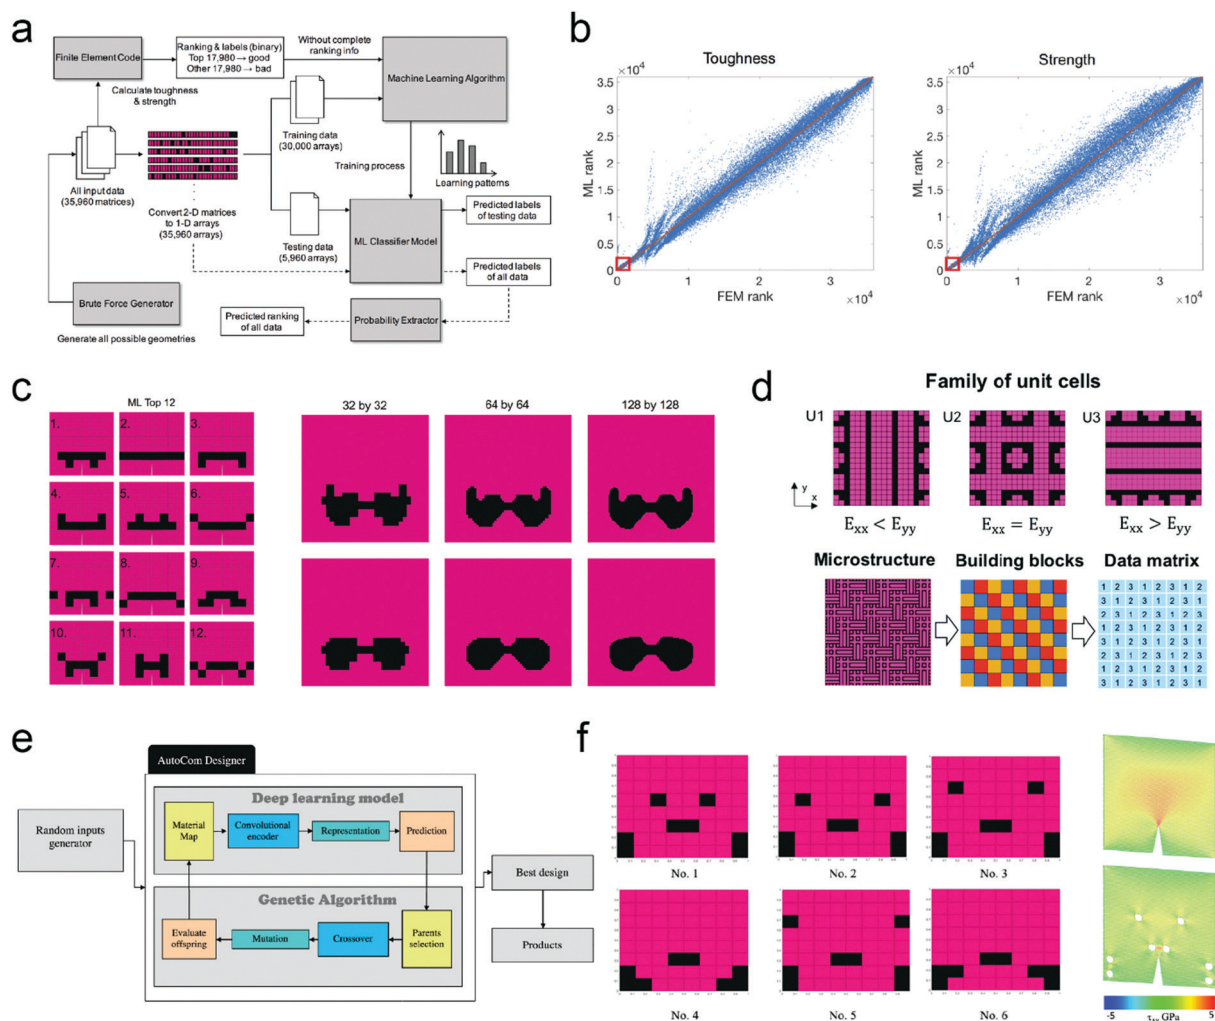 a
Finite Element Code
Ranking & labels (binary)
Top 17,980 → good
Other 17,980 → bad
Without complete
ranking info
Machine Learning Algorithm
Calculate toughness
& strength
Training data
(30,000 arrays)
Training process
Learning patterns
All input data
(35,960 matrices)
Convert 2-D matrices
to 1-D arrays
(35,960 arrays)
Testing data
(5,960 arrays)
ML Classifier Model
Predicted labels
of testing data
Predicted labels
of all data
Brute Force Generator
Generate all possible geometries
Predicted ranking
of all data
Probability Extractor
b
Toughness
×10⁴
ML rank
3.5
3
2.5
2
1.5
1
0.5
0
0 1 2 3
FEM rank
×10⁴
Strength
×10⁴
ML rank
3.5
3
2.5
2
1.5
1
0.5
0
0 1 2 3
FEM rank
×10⁴
c
ML Top 12
1. 2. 3.
4. 5. 6.
7. 8. 9.
10. 11. 12.
32 by 32
64 by 64
128 by 128
d
Family of unit cells
U1
U2
U3
y
x
Exx < Eyy
Exx = Eyy
Exx > Eyy
Microstructure
Building blocks
Data matrix
1 2 3 1 2 3 1 2
3 1 2 3 1 2 3 1
2 3 1 2 3 1 2 3
1 2 3 1 2 3 1 2
3 1 2 3 1 2 3 1
2 3 1 2 3 1 2 3
1 2 3 1 2 3 1 2
3 1 2 3 1 2 3 1
e
AutoCom Designer
Random inputs
generator
Deep learning model
Material
Map
Convolutional
encoder
Representation
Prediction
Genetic Algorithm
Evaluate
offspring
Mutation
Crossover
Parents
selection
Best design
Products
f
No. 1
No. 2
No. 3
No. 4
No. 5
No. 6
-5
τxy GPa
5